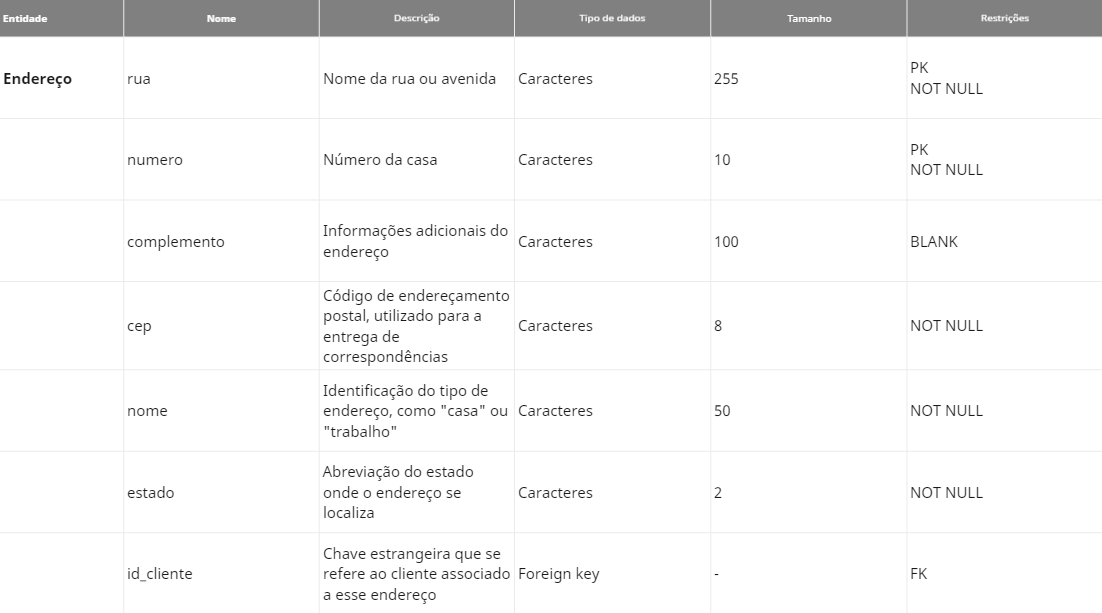 Entidade Nome Descrição Tipo de dados Tamanho Restrições
Endereço rua Nome da rua ou avenida Caracteres 255 PK
NOT NULL
numero Número da casa Caracteres 10 PK
NOT NULL
complemento Informações adicionais do
endereço Caracteres 100 BLANK
cep Código de endereçamento
postal, utilizado para a
entrega de
correspondências Caracteres 8 NOT NULL
nome Identificação do tipo de
endereço, como "casa" ou
"trabalho" Caracteres 50 NOT NULL
estado Abreviação do estado
onde o endereço se
localiza Caracteres 2 NOT NULL
id_cliente Chave estrangeira que se
refere ao cliente associado
a esse endereço Foreign key - FK